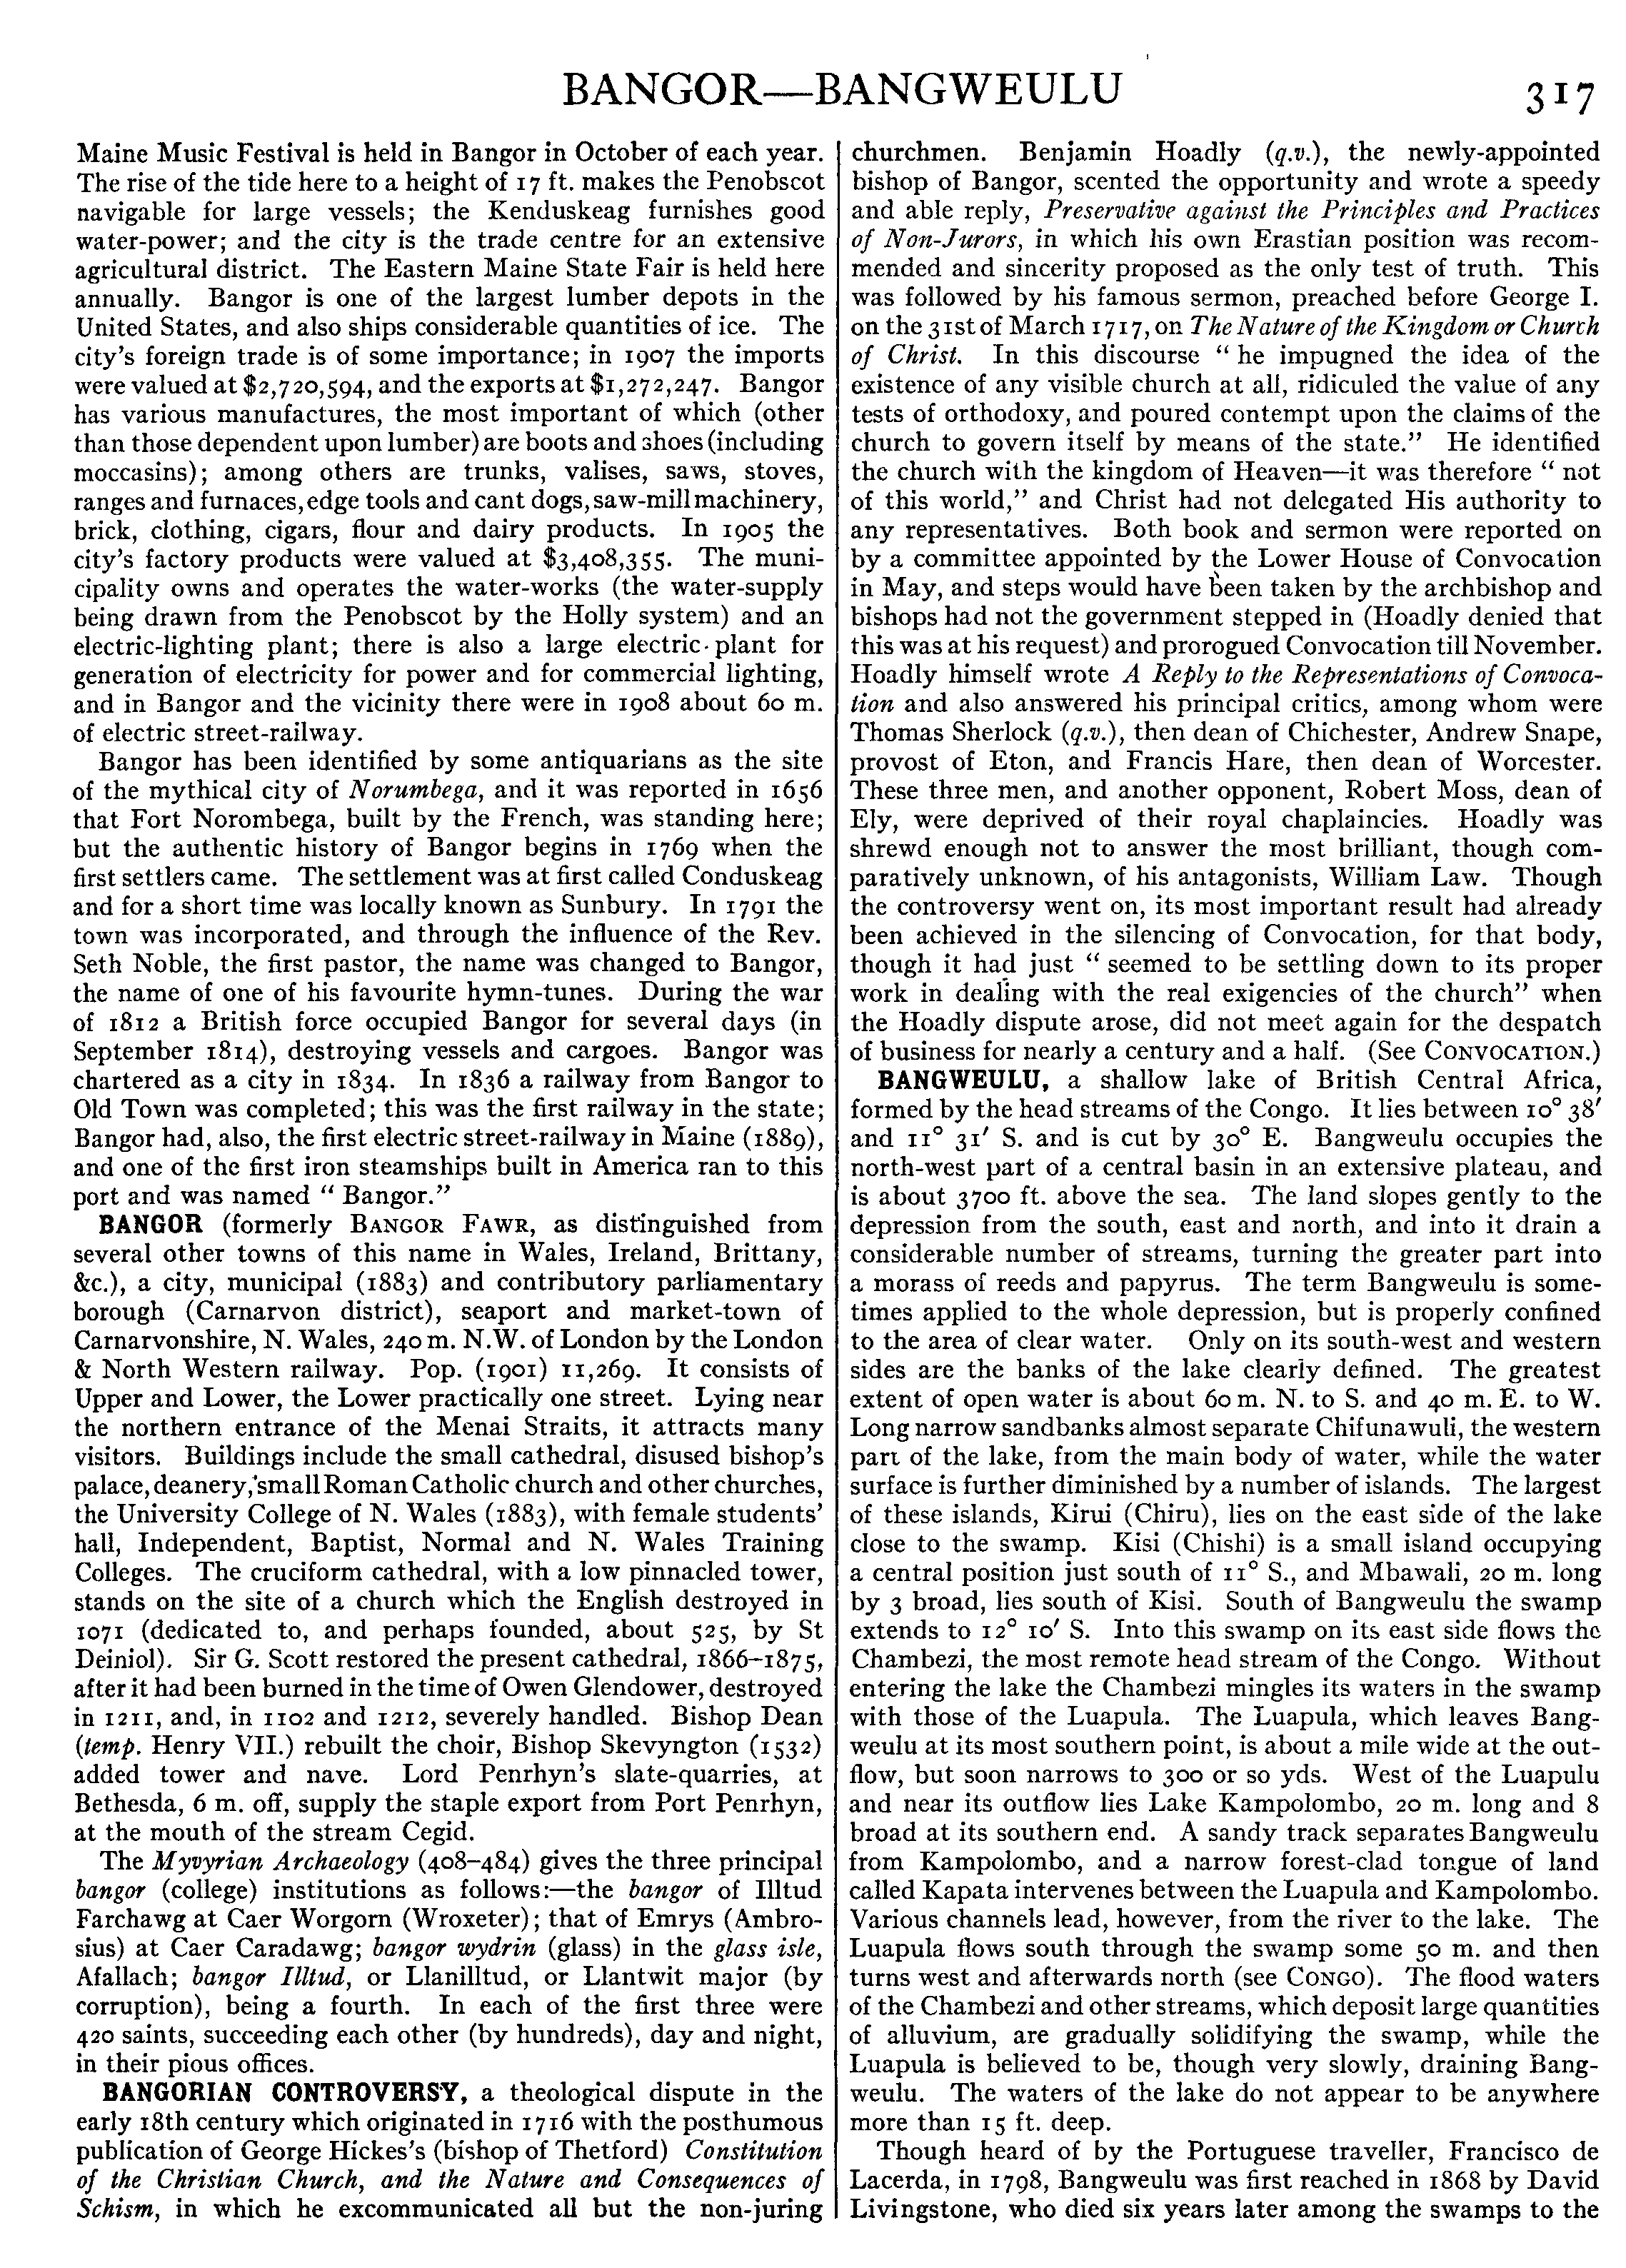 BANGOR—BANGWEULU
317
Maine Music Festival is held in Bangor in October of each year.
The rise of the tide here to a height of 17 ft. makes the Penobscot
navigable for large vessels; the Kenduskeag furnishes good
water-power; and the city is the trade centre for an extensive
agricultural district. The Eastern Maine State Fair is held here
annually. Bangor is one of the largest lumber depots in the
United States, and also ships considerable quantities of ice. The
city's foreign trade is of some importance; in 1907 the imports
were valued at $2,720,594, and the exports at $1,272,247. Bangor
has various manufactures, the most important of which (other
than those dependent upon lumber) are boots and shoes (including
moccasins); among others are trunks, valises, saws, stoves,
ranges and furnaces, edge tools and cant dogs, saw-mill machinery,
brick, clothing, cigars, flour and dairy products. In 1905 the
city's factory products were valued at $3,408,355. The muni-
cipality owns and operates the water-works (the water-supply
being drawn from the Penobscot by the Holly system) and an
electric-lighting plant; there is also a large electric plant for
generation of electricity for power and for commercial lighting,
and in Bangor and the vicinity there were in 1908 about 60 m.
of electric street-railway.
Bangor has been identified by some antiquarians as the site
of the mythical city of Norumbega, and it was reported in 1656
that Fort Norombega, built by the French, was standing here;
but the authentic history of Bangor begins in 1769 when the
first settlers came. The settlement was at first called Conduskeag
and for a short time was locally known as Sunbury. In 1791 the
town was incorporated, and through the influence of the Rev.
Seth Noble, the first pastor, the name was changed to Bangor,
the name of one of his favourite hymn-tunes. During the war
of 1812 a British force occupied Bangor for several days (in
September 1814), destroying vessels and cargoes. Bangor was
chartered as a city in 1834. In 1836 a railway from Bangor to
Old Town was completed; this was the first railway in the state;
Bangor had, also, the first electric street-railway in Maine (1889),
and one of the first iron steamships built in America ran to this
port and was named “ Bangor.”
BANGOR (formerly BANGOR FAWR, as distinguished from
several other towns of this name in Wales, Ireland, Brittany,
&c.), a city, municipal (1883) and contributory parliamentary
borough (Carnarvon district), seaport and market-town of
Carnarvonshire, N. Wales, 240 m. N.W. of London by the London
& North Western railway. Pop. (1901) 11,269. It consists of
Upper and Lower, the Lower practically one street. Lying near
the northern entrance of the Menai Straits, it attracts many
visitors. Buildings include the small cathedral, disused bishop's
palace, deanery, small Roman Catholic church and other churches,
the University College of N. Wales (1883), with female students'
hall, Independent, Baptist, Normal and N. Wales Training
Colleges. The cruciform cathedral, with a low pinnacled tower,
stands on the site of a church which the English destroyed in
1071 (dedicated to, and perhaps founded, about 525, by St
Deiniol). Sir G. Scott restored the present cathedral, 1866–1875,
after it had been burned in the time of Owen Glendower, destroyed
in 1211, and, in 1102 and 1212, severely handled. Bishop Dean
(temp. Henry VII.) rebuilt the choir, Bishop Skevyngton (1532)
added tower and nave. Lord Penrhyn's slate-quarries, at
Bethesda, 6 m. off, supply the staple export from Port Penrhyn,
at the mouth of the stream Cegid.
The Myvyrian Archaeology (408–484) gives the three principal
bangor (college) institutions as follows:—the bangor of Illtud
Farchawg at Caer Worgorn (Wroxeter); that of Emrys (Ambro-
sius) at Caer Caradawg; bangor wydrin (glass) in the glass isle,
Afallach; bangor Illtud, or Llanilltud, or Llantwit major (by
corruption), being a fourth. In each of the first three were
420 saints, succeeding each other (by hundreds), day and night,
in their pious offices.
BANGORIAN CONTROVERSY, a theological dispute in the
early 18th century which originated in 1716 with the posthumous
publication of George Hickes's (bishop of Thetford) Constitution
of the Christian Church, and the Nature and Consequences of
Schism, in which he excommunicated all but the non-juring
churchmen. Benjamin Hoadly (q.v.), the newly-appointed
bishop of Bangor, scented the opportunity and wrote a speedy
and able reply, Preservative against the Principles and Practices
of Non-Jurors, in which his own Erastian position was recom-
mended and sincerity proposed as the only test of truth. This
was followed by his famous sermon, preached before George I.
on the 31st of March 1717, on The Nature of the Kingdom or Church
of Christ. In this discourse “ he impugned the idea of the
existence of any visible church at all, ridiculed the value of any
tests of orthodoxy, and poured contempt upon the claims of the
church to govern itself by means of the state.” He identified
the church with the kingdom of Heaven—it was therefore “ not
of this world,” and Christ had not delegated His authority to
any representatives. Both book and sermon were reported on
by a committee appointed by the Lower House of Convocation
in May, and steps would have been taken by the archbishop and
bishops had not the government stepped in (Hoadly denied that
this was at his request) and prorogued Convocation till November.
Hoadly himself wrote A Reply to the Representations of Convoca-
tion and also answered his principal critics, among whom were
Thomas Sherlock (q.v.), then dean of Chichester, Andrew Snape,
provost of Eton, and Francis Hare, then dean of Worcester.
These three men, and another opponent, Robert Moss, dean of
Ely, were deprived of their royal chaplaincies. Hoadly was
shrewd enough not to answer the most brilliant, though com-
paratively unknown, of his antagonists, William Law. Though
the controversy went on, its most important result had already
been achieved in the silencing of Convocation, for that body,
though it had just “ seemed to be settling down to its proper
work in dealing with the real exigencies of the church” when
the Hoadly dispute arose, did not meet again for the despatch
of business for nearly a century and a half. (See CONVOCATION.)
BANGWEULU, a shallow lake of British Central Africa,
formed by the head streams of the Congo. It lies between 10° 38′
and 11° 31′ S. and is cut by 30° E. Bangweulu occupies the
north-west part of a central basin in an extensive plateau, and
is about 3700 ft. above the sea. The land slopes gently to the
depression from the south, east and north, and into it drain a
considerable number of streams, turning the greater part into
a morass of reeds and papyrus. The term Bangweulu is some-
times applied to the whole depression, but is properly confined
to the area of clear water. Only on its south-west and western
sides are the banks of the lake clearly defined. The greatest
extent of open water is about 60 m. N. to S. and 40 m. E. to W.
Long narrow sandbanks almost separate Chifunawuli, the western
part of the lake, from the main body of water, while the water
surface is further diminished by a number of islands. The largest
of these islands, Kirui (Chiru), lies on the east side of the lake
close to the swamp. Kisi (Chishi) is a small island occupying
a central position just south of 11° S., and Mbawali, 20 m. long
by 3 broad, lies south of Kisi. South of Bangweulu the swamp
extends to 12° 10′ S. Into this swamp on its east side flows the
Chambezi, the most remote head stream of the Congo. Without
entering the lake the Chambezi mingles its waters in the swamp
with those of the Luapula. The Luapula, which leaves Bang-
weulu at its most southern point, is about a mile wide at the out-
flow, but soon narrows to 300 or so yds. West of the Luapulu
and near its outflow lies Lake Kampolombo, 20 m. long and 8
broad at its southern end. A sandy track separates Bangweulu
from Kampolombo, and a narrow forest-clad tongue of land
called Kapata intervenes between the Luapula and Kampolombo.
Various channels lead, however, from the river to the lake. The
Luapula flows south through the swamp some 50 m. and then
turns west and afterwards north (see CONGO). The flood waters
of the Chambezi and other streams, which deposit large quantities
of alluvium, are gradually solidifying the swamp, while the
Luapula is believed to be, though very slowly, draining Bang-
weulu. The waters of the lake do not appear to be anywhere
more than 15 ft. deep.
Though heard of by the Portuguese traveller, Francisco de
Lacerda, in 1798, Bangweulu was first reached in 1868 by David
Livingstone, who died six years later among the swamps to the